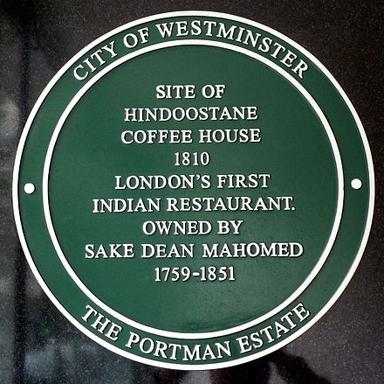 CITY OF WESTMINSTER
SITE OF
HINDOOSTANE
COFFEE HOUSE
1810
LONDON'S FIRST
INDIAN RESTAURANT.
OWNED BY
SAKE DEAN MAHOMED
1759-1851
THE PORTMAN ESTATE